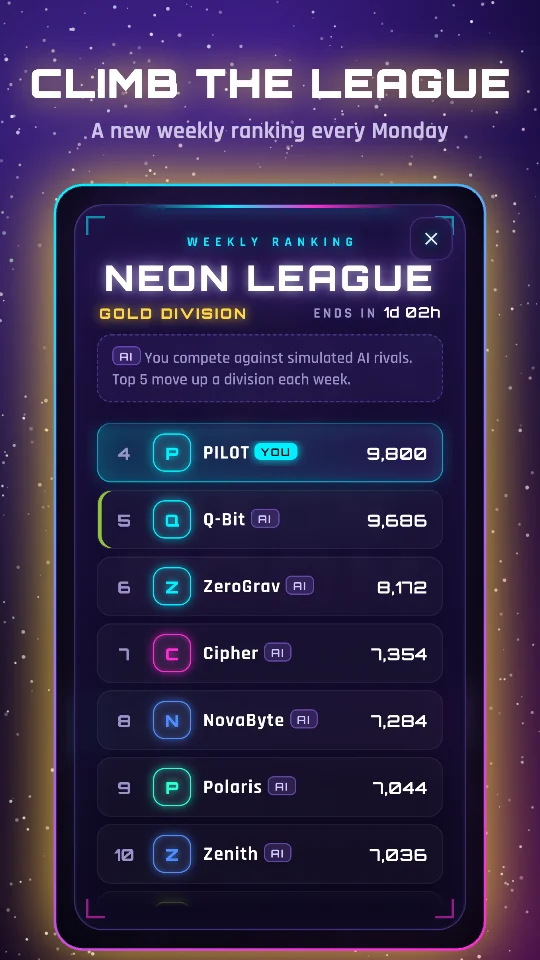 CLIMB THE LEAGUE
A new weekly ranking every Monday
WEEKLY RANKING
NEON LEAGUE
GOLD DIVISION ENDS IN 1d 02h
AI You compete against simulated AI rivals.
Top 5 move up a division each week.
4 P PILOT YOU 9,800
5 Q Q-Bit AI 9,686
6 Z ZeroGrav AI 8,172
7 C Cipher AI 7,354
8 N NovaByte AI 7,284
9 P Polaris AI 7,044
10 Z Zenith AI 7,036